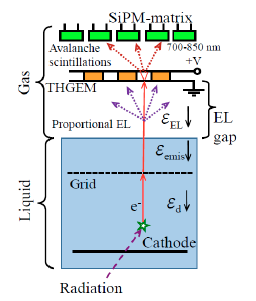 SiPM-matrix
Avalanche
scintillations
700-850 nm
+V
Gas
THGEM
Proportional EL
ℰEL
EL
gap
ℰemis
Liquid
Grid
e-
ℰd
Cathode
Radiation